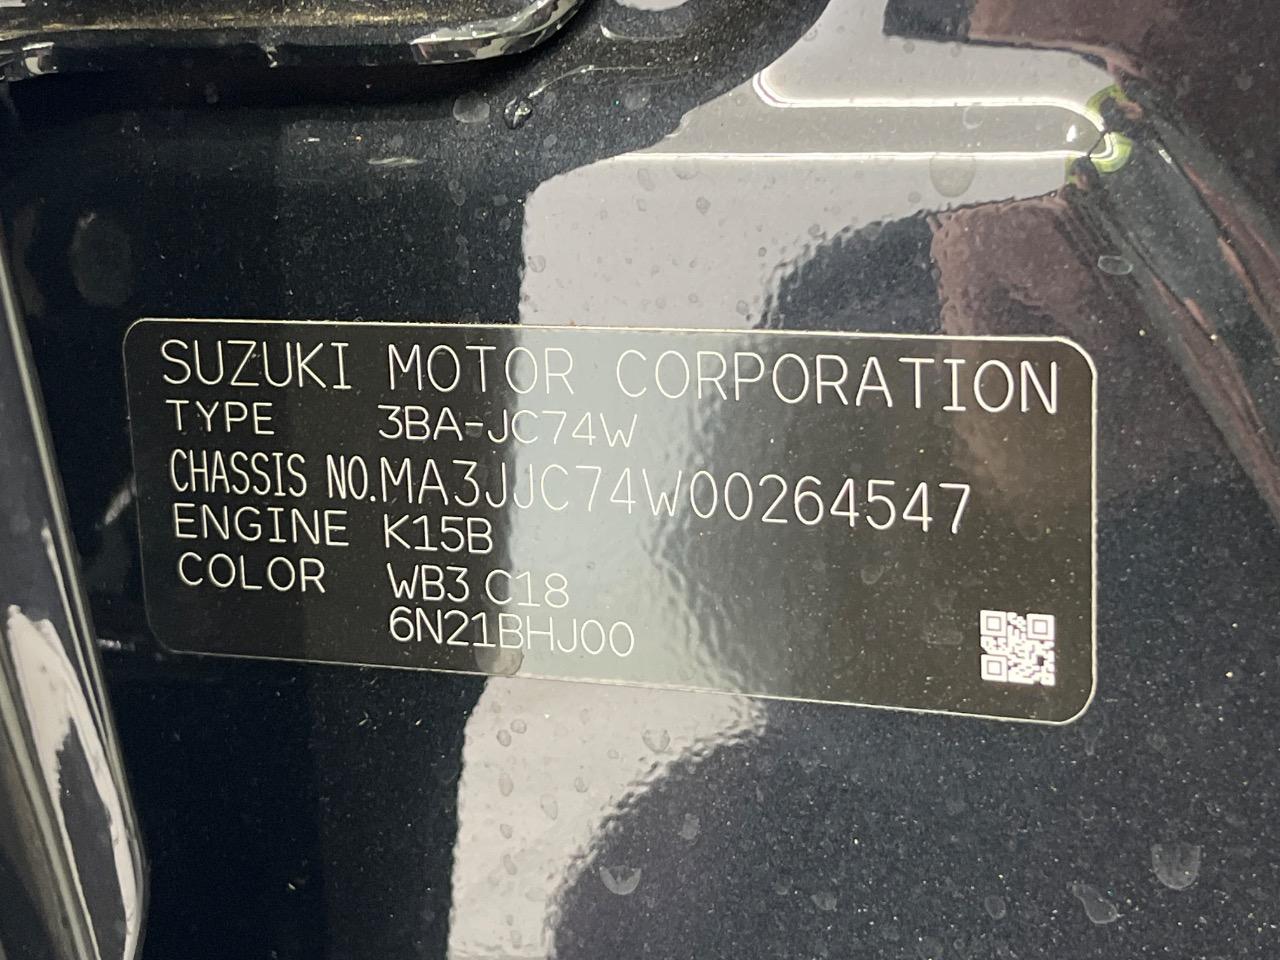 SUZUKI MOTOR CORPORATION
TYPE 3BA-JC74W
CHASSIS NO.MA3JJC74W00264547
ENGINE K15B
COLOR WB3 C18
6N21BHJ00